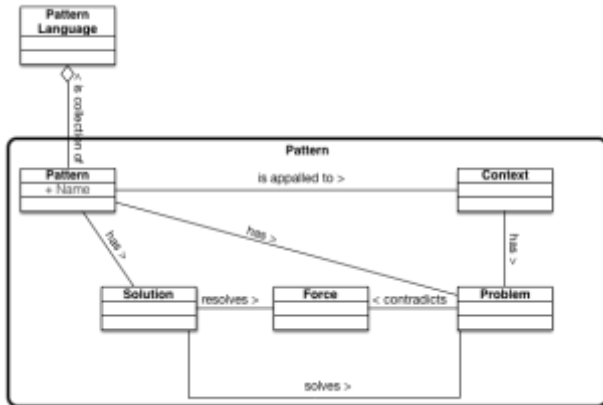 Pattern
Language
< is collection of
Pattern
Pattern
+ Name
is appalled to >
Context
has >
has >
has >
Solution
resolves >
Force
< contradicts
Problem
solves >